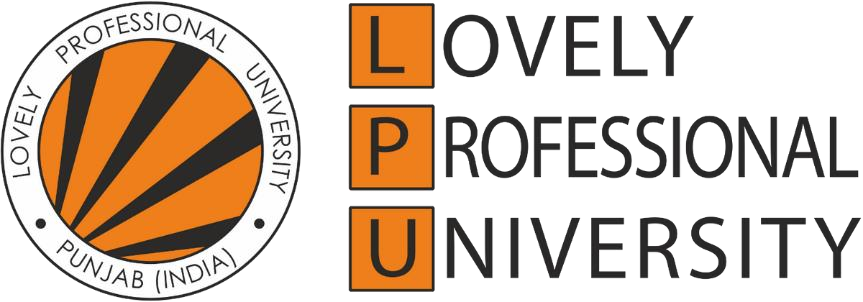 LOVELY PROFESSIONAL UNIVERSITY
PUNJAB (INDIA)
LOVELY
PROFESSIONAL
UNIVERSITY